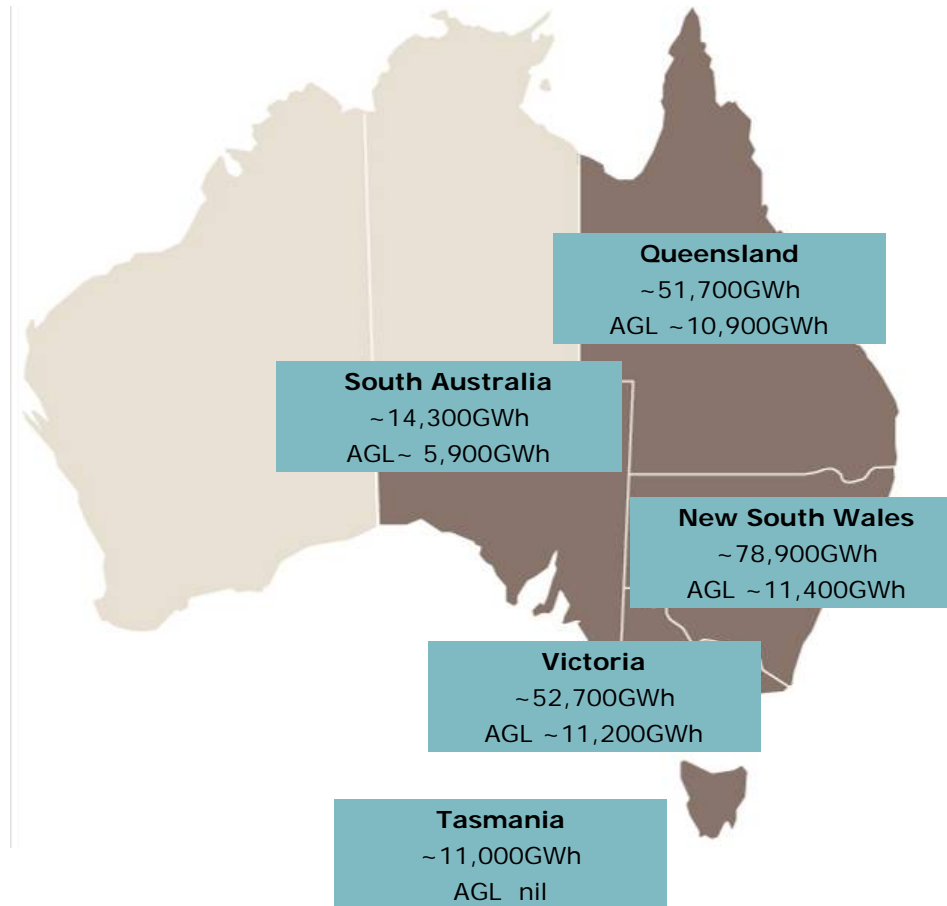 Queensland
~51,700GWh
AGL ~10,900GWh
South Australia
~14,300GWh
AGL~ 5,900GWh
New South Wales
~78,900GWh
AGL ~11,400GWh
Victoria
~52,700GWh
AGL ~11,200GWh
Tasmania
~11,000GWh
AGL nil